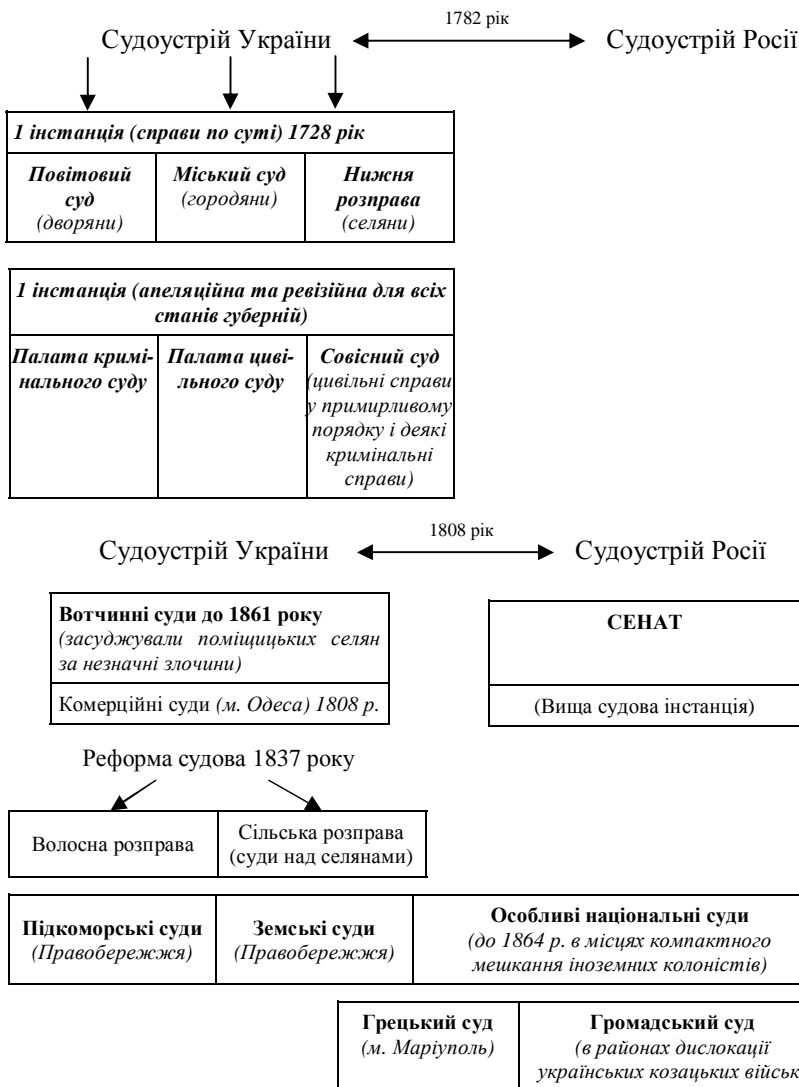 1782 рік
Судоустрій України Судоустрій Росії
1 інстанція (справи по суті) 1728 рік
Повітовий
суд
(дворяни)
Міський суд
(городяни)
Нижня
розправа
(селяни)
1 інстанція (апеляційна та ревізійна для всіх
станів губерній)
Палата кримі-
нального суду
Палата циві-
льного суду
Совісний суд
(цивільні справи
у примирливому
порядку і деякі
кримінальні
справи)
1808 рік
Судоустрій України Судоустрій Росії
Вотчинні суди до 1861 року
(засуджували поміщицьких селян
за незначні злочини)
Комерційні суди (м. Одеса) 1808 р.
СЕНАТ
(Вища судова інстанція)
Реформа судова 1837 року
Волосна розправа
Сільська розправа
(суди над селянами)
Підкоморські суди
(Правобережжя)
Земські суди
(Правобережжя)
Особливі національні суди
(до 1864 р. в місцях компактного
мешкання іноземних колоністів)
Грецький суд
(м. Маріуполь)
Громадський суд
(в районах дислокації
українських козацьких військ